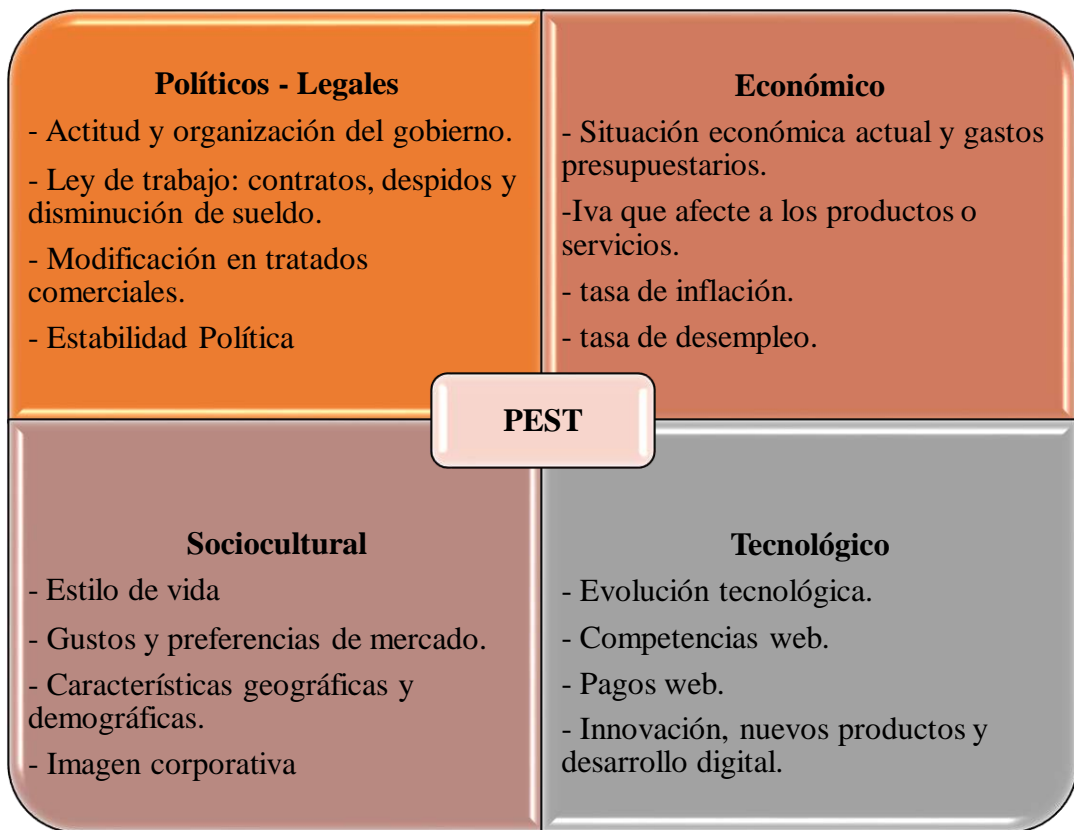 Políticos - Legales
- Actitud y organización del gobierno.
- Ley de trabajo: contratos, despidos y
disminución de sueldo.
- Modificación en tratados
comerciales.
- Estabilidad Política
Económico
- Situación económica actual y gastos
presupuestarios.
-Iva que afecte a los productos o
servicios.
- tasa de inflación.
- tasa de desempleo.
PEST
Sociocultural
- Estilo de vida
- Gustos y preferencias de mercado.
- Característícas geográficas y
demográficas.
- Imagen corporativa
Tecnológico
- Evolución tecnológica.
- Competencias web.
- Pagos web.
- Innovación, nuevos productos y
desarrollo digital.